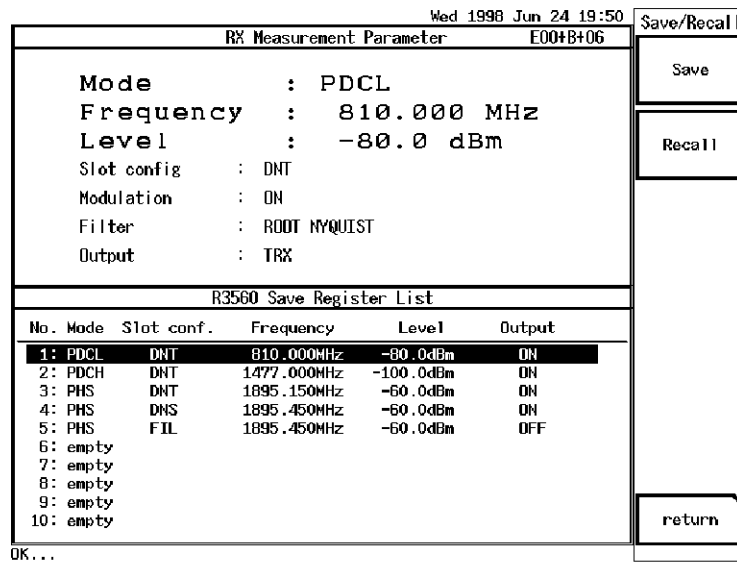 Wed 1998 Jun 24 19:50
RX Measurement Parameter E00+B+06
Mode : PDCL
Frequency : 810.000 MHz
Level : -80.0 dBm
Slot config : DNT
Modulation : ON
Filter : ROOT NYQUIST
Output : TRX
R3560 Save Register List
No. Mode Slot conf. Frequency Level Output
1: PDCL DNT 810.000MHz -80.0dBm ON
2: PDCH DNT 1477.000MHz -100.0dBm ON
3: PHS DNT 1895.150MHz -60.0dBm ON
4: PHS DNS 1895.450MHz -60.0dBm ON
5: PHS FIL 1895.450MHz -60.0dBm OFF
6: empty
7: empty
8: empty
9: empty
10: empty
OK...
Save/Recall
Save
Recall
return